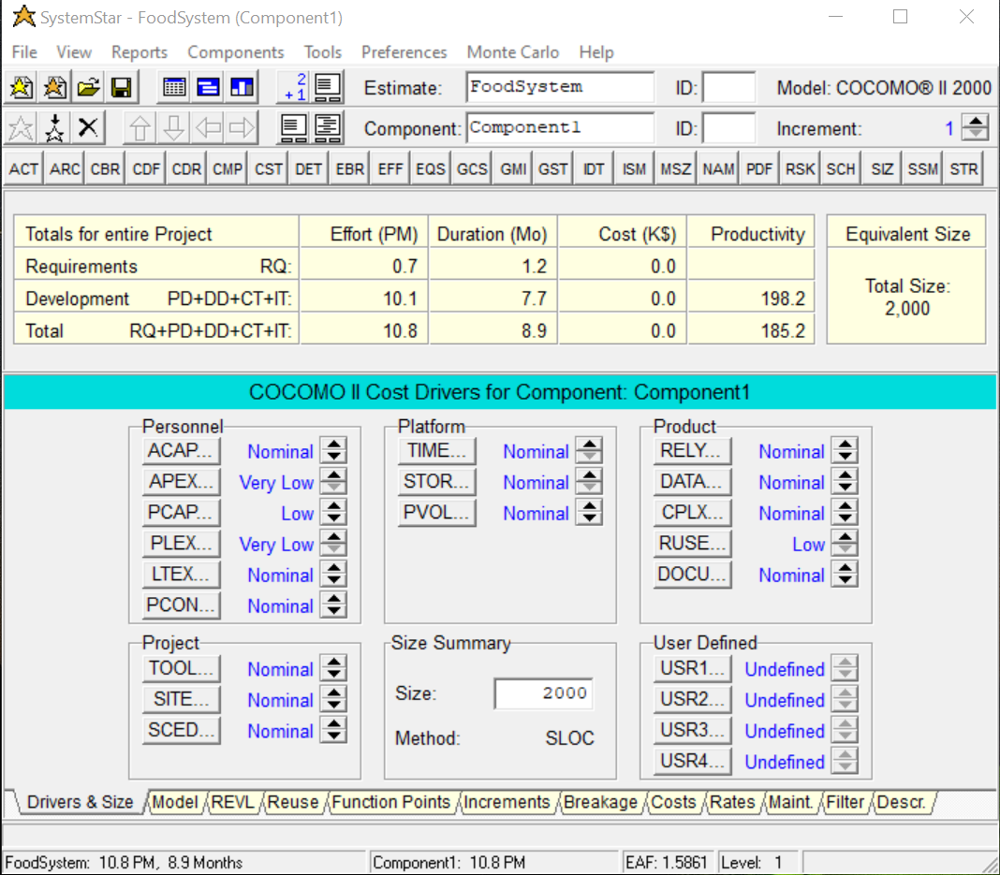 SystemStar - FoodSystem (Component1)
File View Reports Components Tools Preferences Monte Carlo Help
2 +1 Estimate: FoodSystem ID: Model: COCOMO® II 2000
Component: Component1 ID: Increment: 1
ACT ARC CBR CDF CDR CMP CST DET EBR EFF EQS GCS GMI GST IDT ISM MSZ NAM PDF RSK SCH SIZ SSM STR
Totals for entire Project Effort (PM) Duration (Mo) Cost (K$) Productivity Equivalent Size
Requirements RQ: 0.7 1.2 0.0
Development PD+DD+CT+IT: 10.1 7.7 0.0 198.2
Total RQ+PD+DD+CT+IT: 10.8 8.9 0.0 185.2
Total Size:
2,000
COCOMO II Cost Drivers for Component: Component1
Personnel
ACAP... Nominal
APEX... Very Low
PCAP... Low
PLEX... Very Low
LTEX... Nominal
PCON... Nominal
Platform
TIME... Nominal
STOR... Nominal
PVOL... Nominal
Product
RELY... Nominal
DATA... Nominal
CPLX... Nominal
RUSE... Low
DOCU... Nominal
Project
TOOL... Nominal
SITE... Nominal
SCED... Nominal
Size Summary
Size: 2000
Method: SLOC
User Defined
USR1... Undefined
USR2... Undefined
USR3... Undefined
USR4... Undefined
Drivers & Size Model REVL Reuse Function Points Increments Breakage Costs Rates Maint. Filter Descr.
FoodSystem: 10.8 PM, 8.9 Months Component1: 10.8 PM EAF: 1.5861 Level: 1